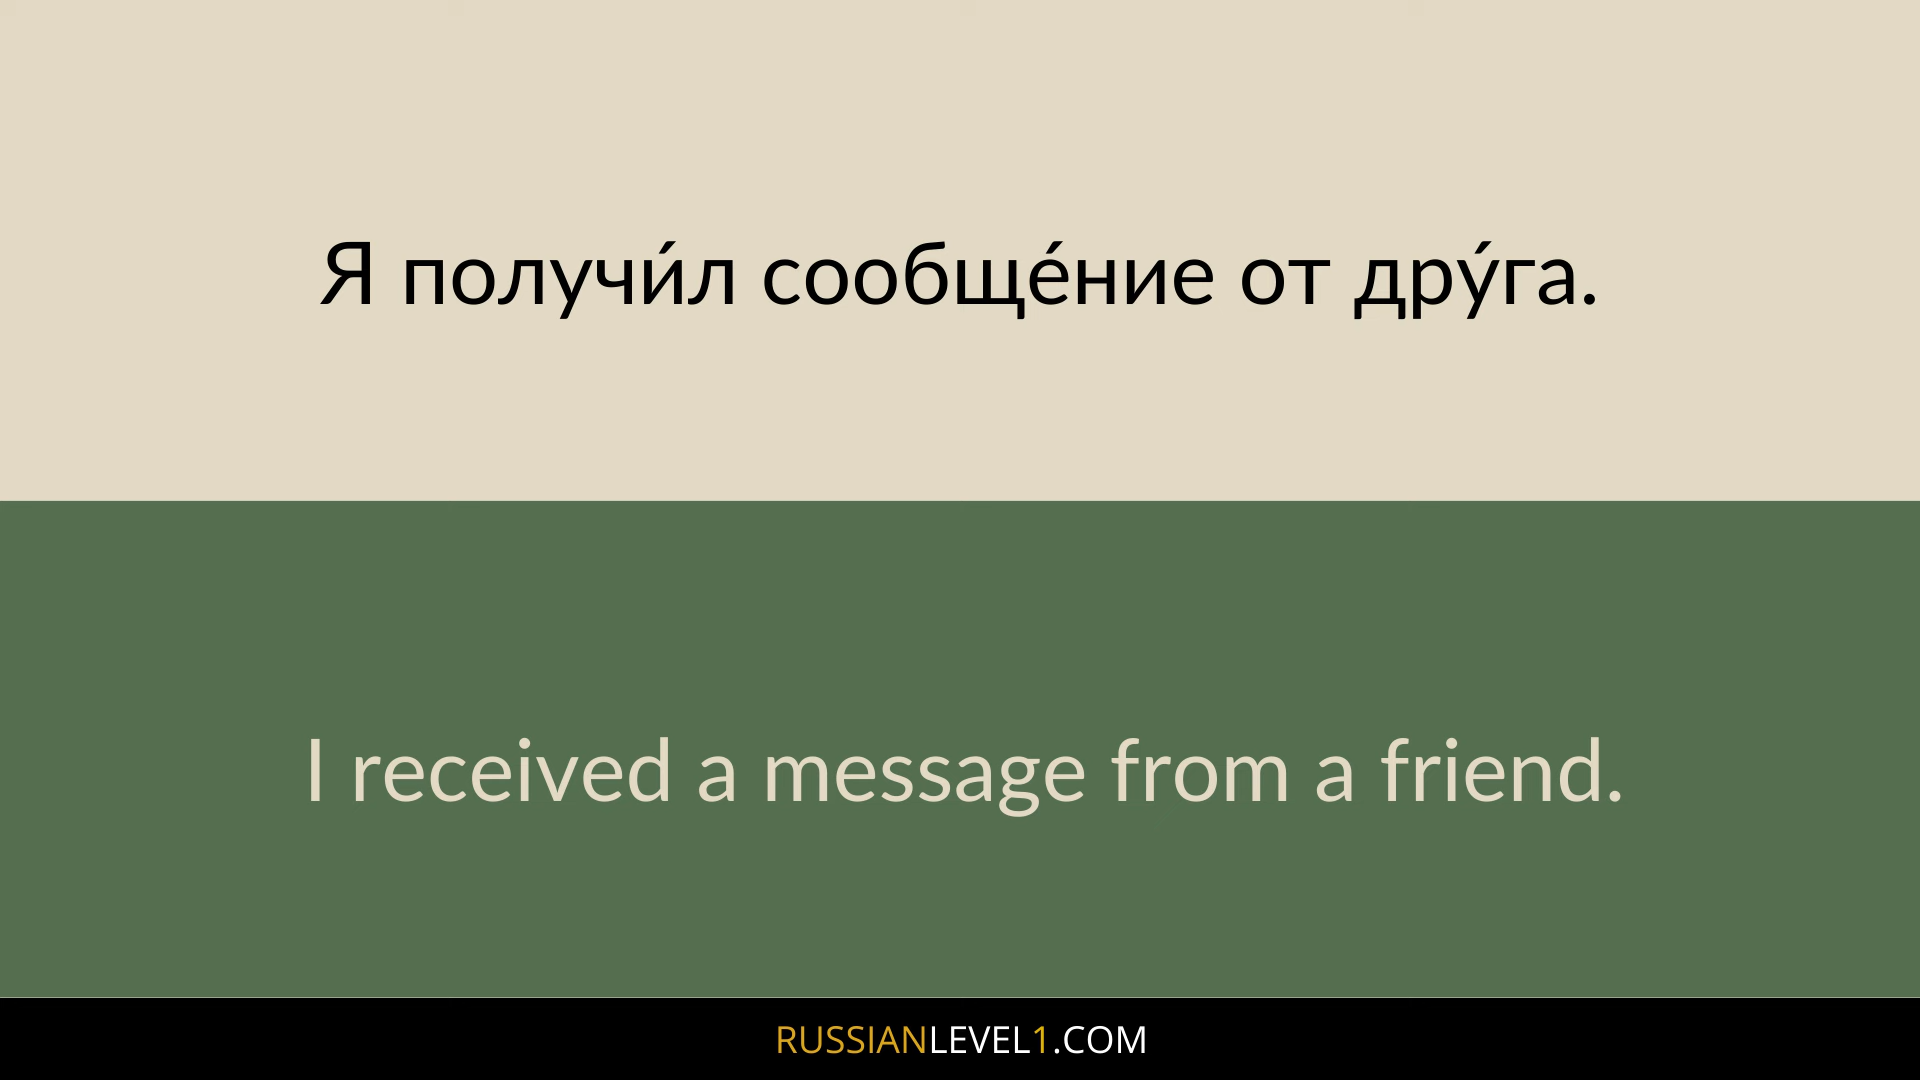 Я получи́л сообще́ние от дру́га.
I received a message from a friend.
RUSSIANLEVEL1.COM